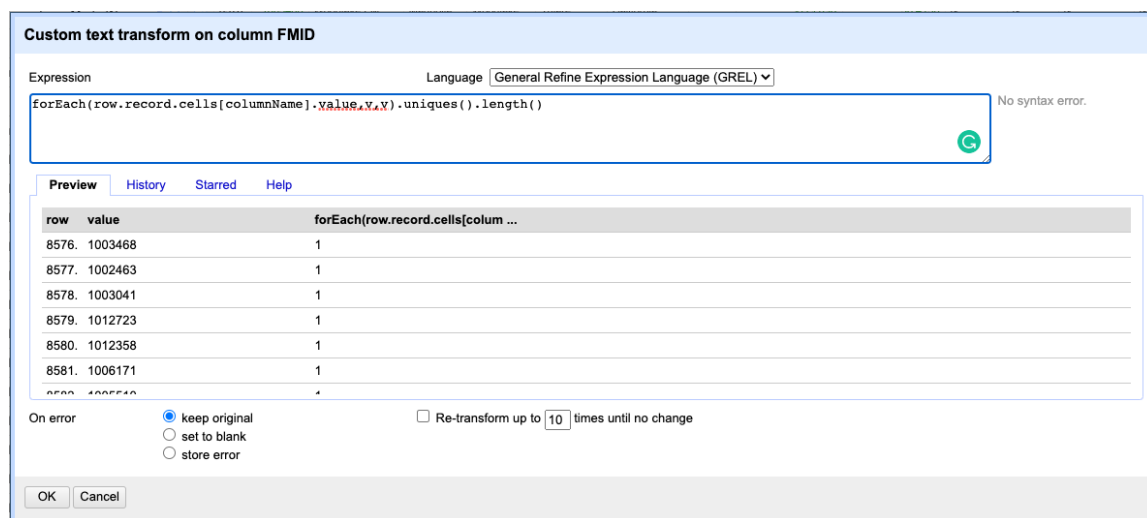 Custom text transform on column FMID
Expression Language General Refine Expression Language (GREL)
forEach(row.record.cells[columnName].value,v,v).uniques().length() No syntax error.
Preview History Starred Help
row value forEach(row.record.cells[colum ...
8576. 1003468 1
8577. 1002463 1
8578. 1003041 1
8579. 1012723 1
8580. 1012358 1
8581. 1006171 1
On error keep original Re-transform up to 10 times until no change
set to blank
store error
OK Cancel